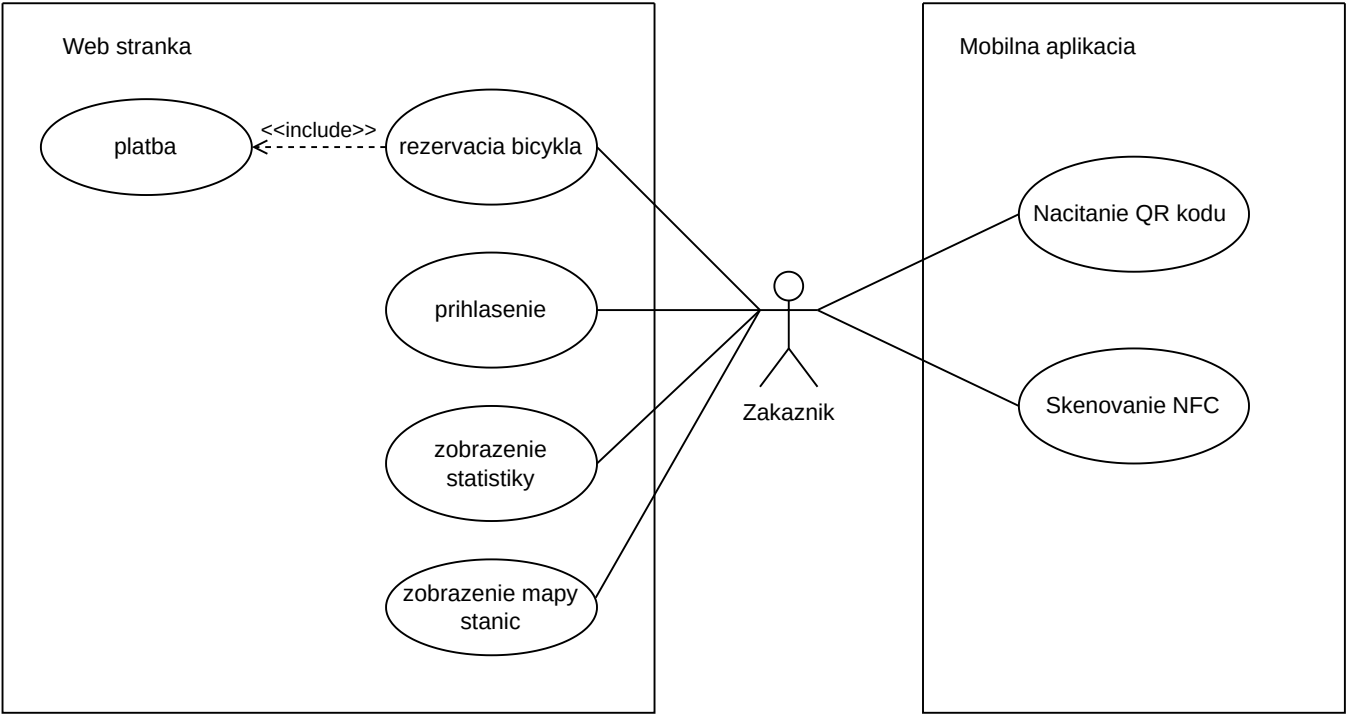 Web stranka
Mobilna aplikacia
<<include>>
platba
rezervacia bicykla
Nacitanie QR kodu
prihlasenie
Skenovanie NFC
Zakaznik
zobrazenie
statistiky
zobrazenie mapy
stanic